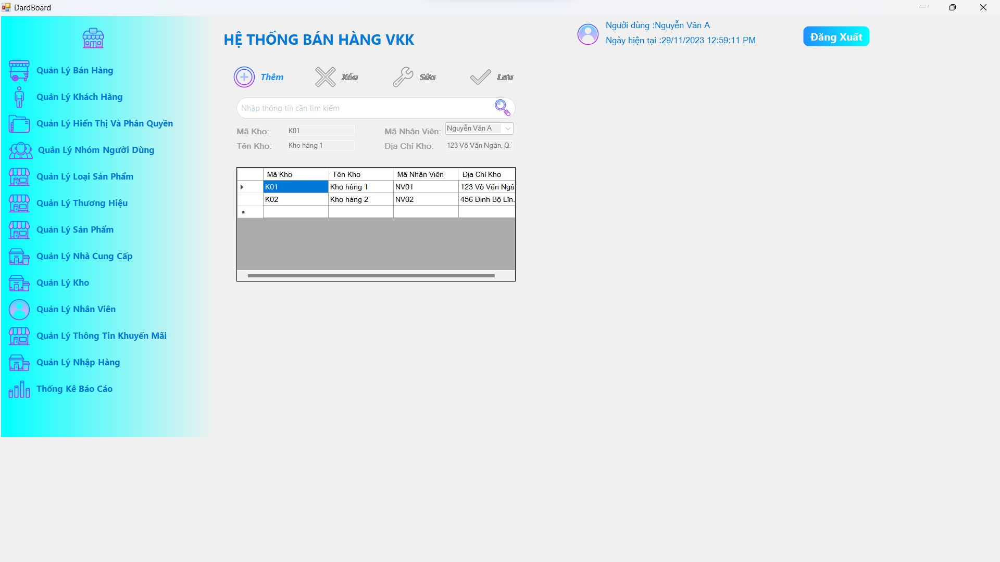 DardBoard
HỆ THỐNG BÁN HÀNG VKK
Người dùng :Nguyễn Văn A
Ngày hiện tại :29/11/2023 12:59:11 PM
Đăng Xuất
Quản Lý Bán Hàng
Quản Lý Khách Hàng
Quản Lý Hiển Thị Và Phân Quyền
Quản Lý Nhóm Người Dùng
Quản Lý Loại Sản Phẩm
Quản Lý Thương Hiệu
Quản Lý Sản Phẩm
Quản Lý Nhà Cung Cấp
Quản Lý Kho
Quản Lý Nhân Viên
Quản Lý Thông Tin Khuyến Mãi
Quản Lý Nhập Hàng
Thống Kê Báo Cáo
Thêm Xóa Sửa Lưu
Nhập thông tin cần tìm kiếm
Mã Kho: K01 Mã Nhân Viên: Nguyễn Văn A
Tên Kho: Kho hàng 1 Địa Chỉ Kho: 123 Võ Văn Ngân, Q.
Mã Kho Tên Kho Mã Nhân Viên Địa Chỉ Kho
K01 Kho hàng 1 NV01 123 Võ Văn Ngâ
K02 Kho hàng 2 NV02 456 Đinh Bộ Lĩn.